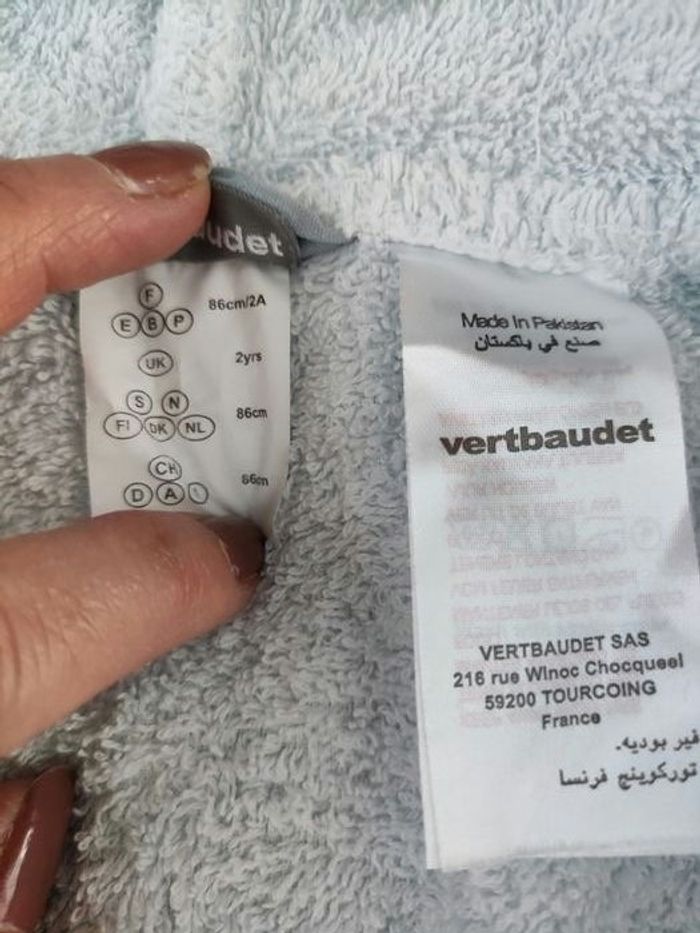 udet
F
86cm/2A
E B P
UK
2yrs
S N
86cm
FI DK NL
CH
D A
86cm
Made In Pakistan
صنع في باكستان
vertbaudet
VERTBAUDET SAS
216 rue Winoc Chocqueel
59200 TOURCOING
France
فير بوديه.
توركوينج فرنسا